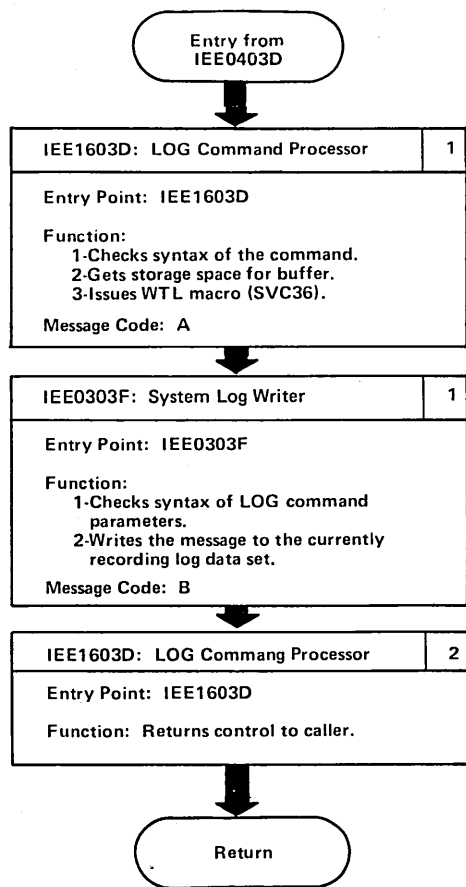 Entry from
IEE0403D
IEE1603D: LOG Command Processor 1
Entry Point: IEE1603D
Function:
1-Checks syntax of the command.
2-Gets storage space for buffer.
3-Issues WTL macro (SVC36).
Message Code: A
IEE0303F: System Log Writer 1
Entry Point: IEE0303F
Function:
1-Checks syntax of LOG command
parameters.
2-Writes the message to the currently
recording log data set.
Message Code: B
IEE1603D: LOG Commang Processor 2
Entry Point: IEE1603D
Function: Returns control to caller.
Return